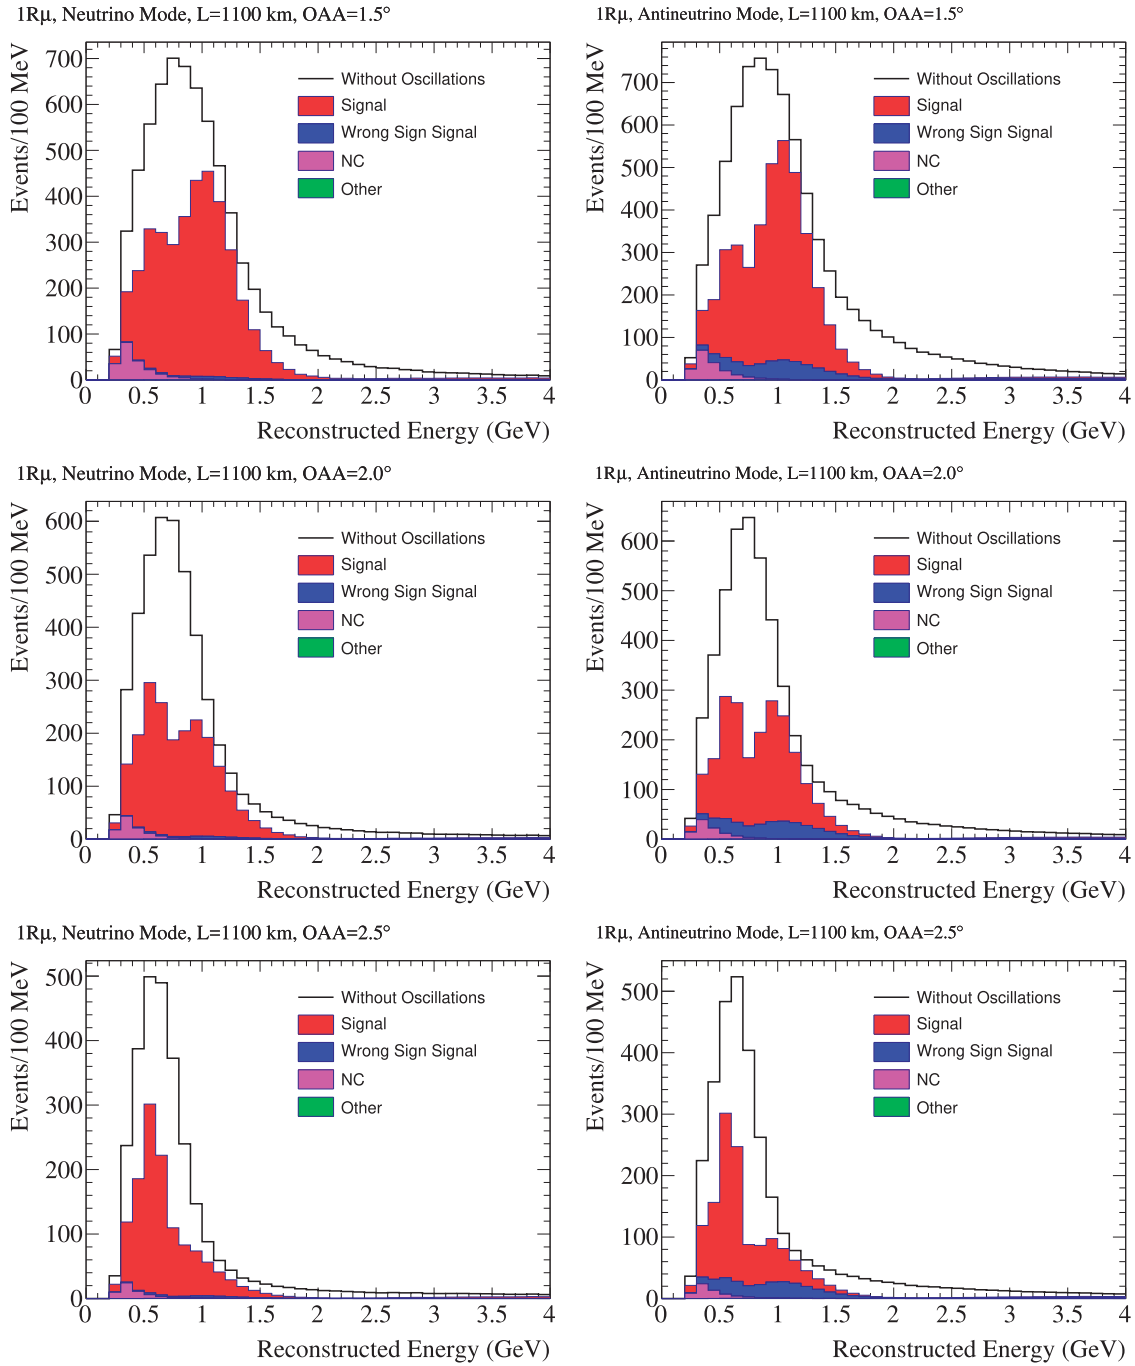 1Rμ, Neutrino Mode, L=1100 km, OAA=1.5°
Events/100 MeV
700
600
500
400
300
200
100
0
Without Oscillations
Signal
Wrong Sign Signal
NC
Other
0 0.5 1 1.5 2 2.5 3 3.5 4
Reconstructed Energy (GeV)
1Rμ, Antineutrino Mode, L=1100 km, OAA=1.5°
Events/100 MeV
700
600
500
400
300
200
100
0
Without Oscillations
Signal
Wrong Sign Signal
NC
Other
0 0.5 1 1.5 2 2.5 3 3.5 4
Reconstructed Energy (GeV)
1Rμ, Neutrino Mode, L=1100 km, OAA=2.0°
Events/100 MeV
600
500
400
300
200
100
0
Without Oscillations
Signal
Wrong Sign Signal
NC
Other
0 0.5 1 1.5 2 2.5 3 3.5 4
Reconstructed Energy (GeV)
1Rμ, Antineutrino Mode, L=1100 km, OAA=2.0°
Events/100 MeV
600
500
400
300
200
100
0
Without Oscillations
Signal
Wrong Sign Signal
NC
Other
0 0.5 1 1.5 2 2.5 3 3.5 4
Reconstructed Energy (GeV)
1Rμ, Neutrino Mode, L=1100 km, OAA=2.5°
Events/100 MeV
500
400
300
200
100
0
Without Oscillations
Signal
Wrong Sign Signal
NC
Other
0 0.5 1 1.5 2 2.5 3 3.5 4
Reconstructed Energy (GeV)
1Rμ, Antineutrino Mode, L=1100 km, OAA=2.5°
Events/100 MeV
500
400
300
200
100
0
Without Oscillations
Signal
Wrong Sign Signal
NC
Other
0 0.5 1 1.5 2 2.5 3 3.5 4
Reconstructed Energy (GeV)